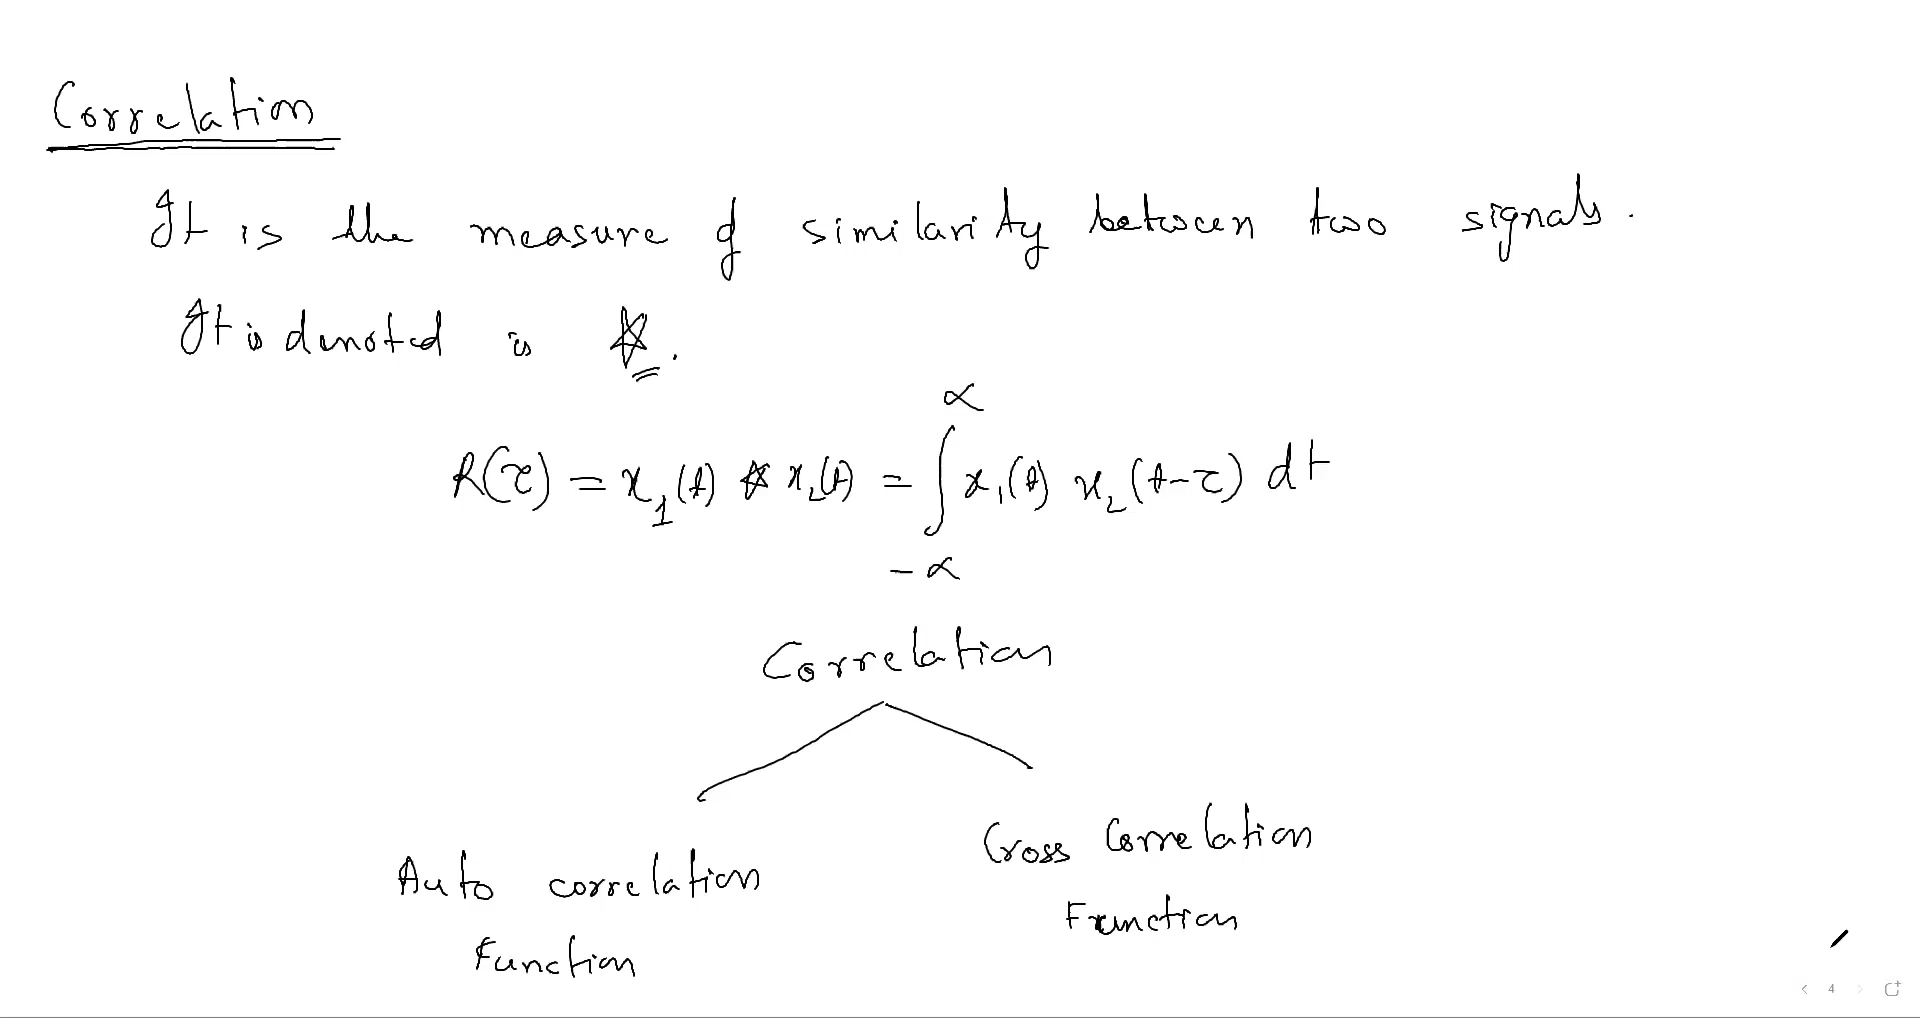 Correlation
It is the measure of similarity between two signals.
It is denoted is ☆.
R(τ) = x₁(t) ☆ x₂(t) = ∫ x₁(t) x₂(t-τ) dt
∝
-∝
Correlation
Auto correlation Function
Cross Correlation Function
4